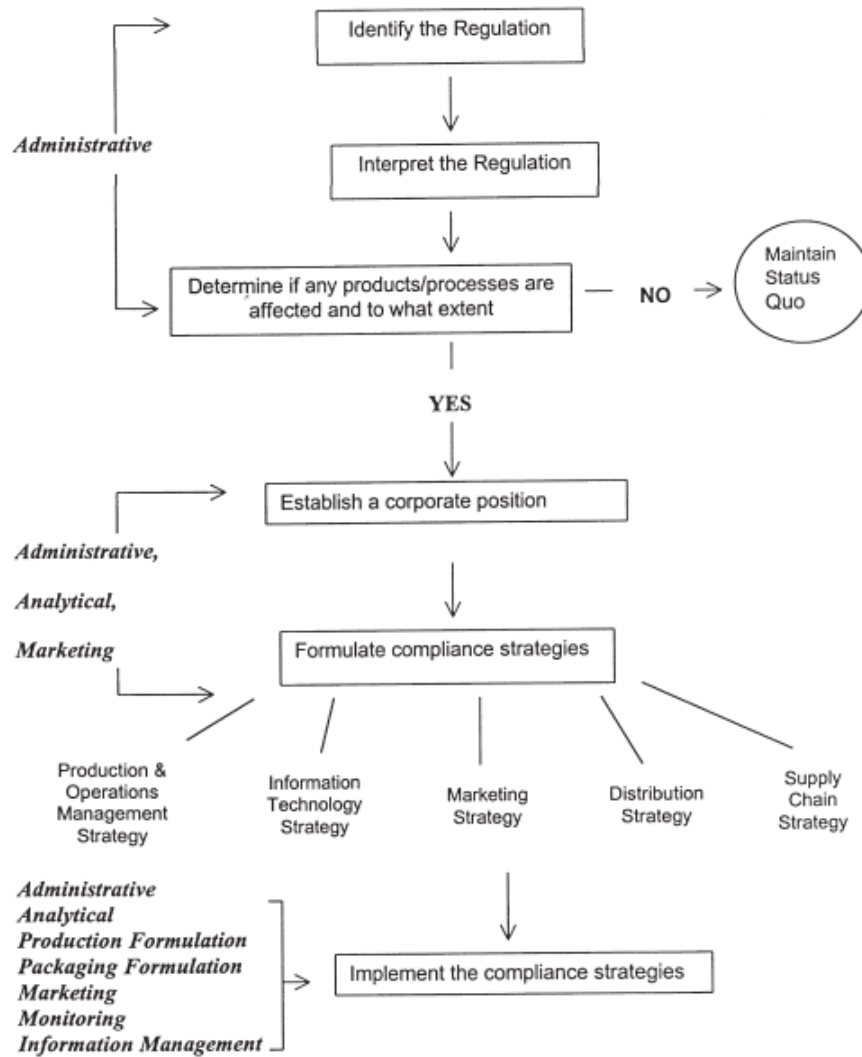 Identify the Regulation
Administrative
Interpret the Regulation
Determine if any products/processes are
affected and to what extent
NO
Maintain
Status
Quo
YES
Establish a corporate position
Administrative,
Analytical,
Marketing
Formulate compliance strategies
Production &
Operations
Management
Strategy
Information
Technology
Strategy
Marketing
Strategy
Distribution
Strategy
Supply
Chain
Strategy
Administrative
Analytical
Production Formulation
Packaging Formulation
Marketing
Monitoring
Information Management
Implement the compliance strategies